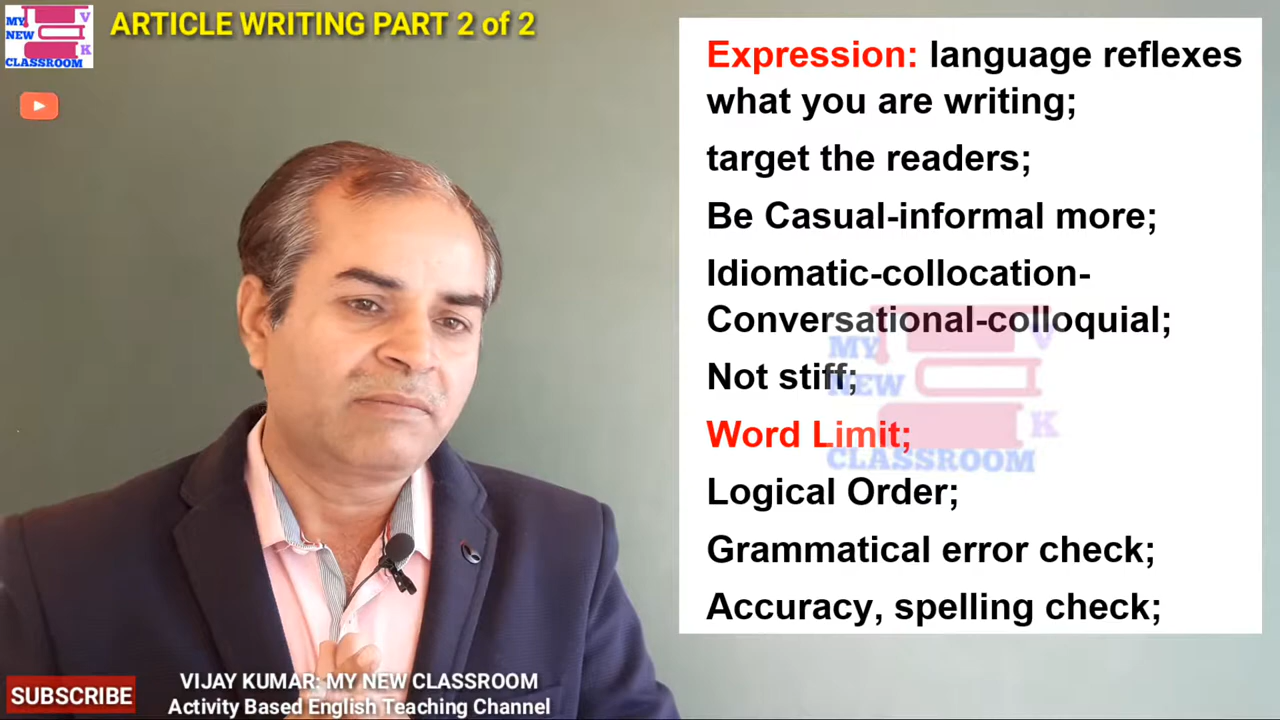 MY
NEW
V
K
CLASSROOM
ARTICLE WRITING PART 2 of 2
Expression: language reflexes
what you are writing;
target the readers;
Be Casual-informal more;
Idiomatic-collocation-
Conversational-colloquial;
Not stiff;
Word Limit;
Logical Order;
Grammatical error check;
Accuracy, spelling check;
MY
NEW
V
K
CLASSROOM
SUBSCRIBE
VIJAY KUMAR: MY NEW CLASSROOM
Activity Based English Teaching Channel